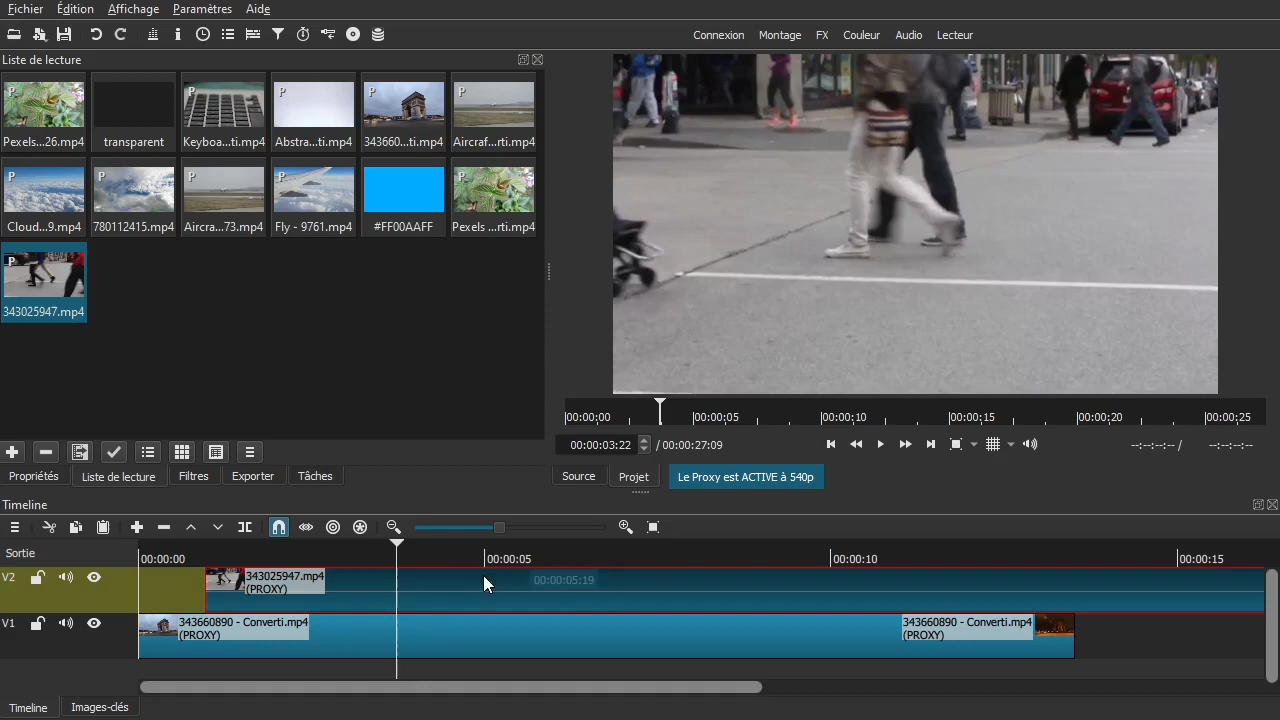 Fichier Édition Affichage Paramètres Aide
Connexion Montage FX Couleur Audio Lecteur
Liste de lecture
P P P P P
Pexels...26.mp4 transparent Keyboa...ti.mp4 Abstra...ti.mp4 343660...ti.mp4 Aircraf...rti.mp4
P P P P P
Cloud...9.mp4 780112415.mp4 Aircra...73.mp4 Fly - 9761.mp4 #FF00AAFF Pexels ...rti.mp4
P
343025947.mp4
00:00:00 00:00:05 00:00:10 00:00:15 00:00:20 00:00:25
00:00:03:22 / 00:00:27:09 --:--:--:-- / --:--:--:--
Propriétés Liste de lecture Filtres Exporter Tâches
Source Projet Le Proxy est ACTIVE à 540p
Timeline
Sortie 00:00:00 00:00:05 00:00:10 00:00:15
V2 343025947.mp4 00:00:05:19
(PROXY)
V1 343660890 - Converti.mp4 343660890 - Converti.mp4
(PROXY) (PROXY)
Timeline Images-clés